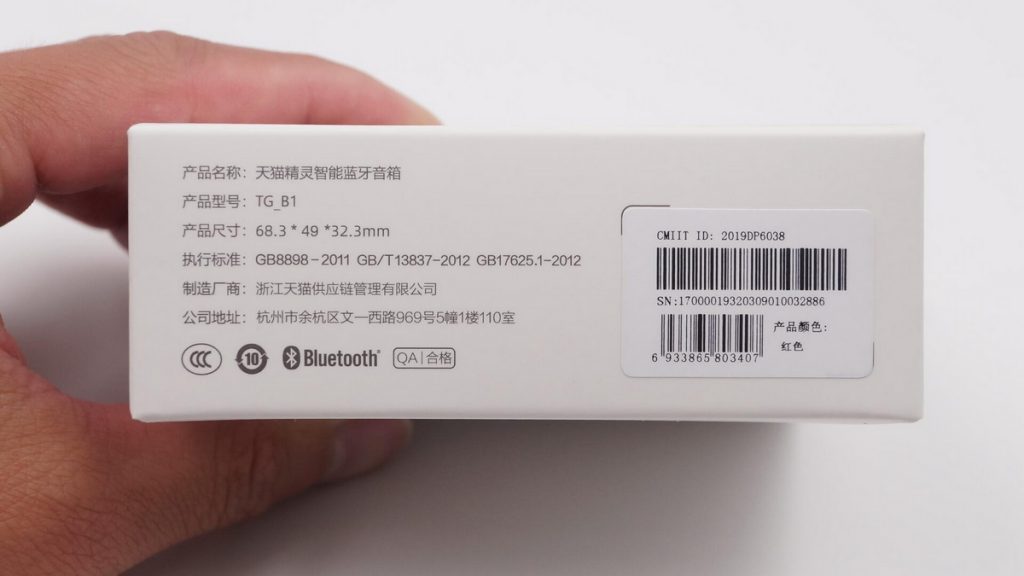 产品名称：天猫精灵智能蓝牙音箱
产品型号：TG_B1
产品尺寸：68.3 * 49 *32.3mm
执行标准：GB8898-2011 GB/T13837-2012 GB17625.1-2012
制造厂商：浙江天猫供应链管理有限公司
公司地址：杭州市余杭区文一西路969号5幢1楼110室
CCC 10 Bluetooth QA|合格
CMIIT ID: 2019DP6038
SN:17000019320309010032886
产品颜色:
红色
6 933865 803407